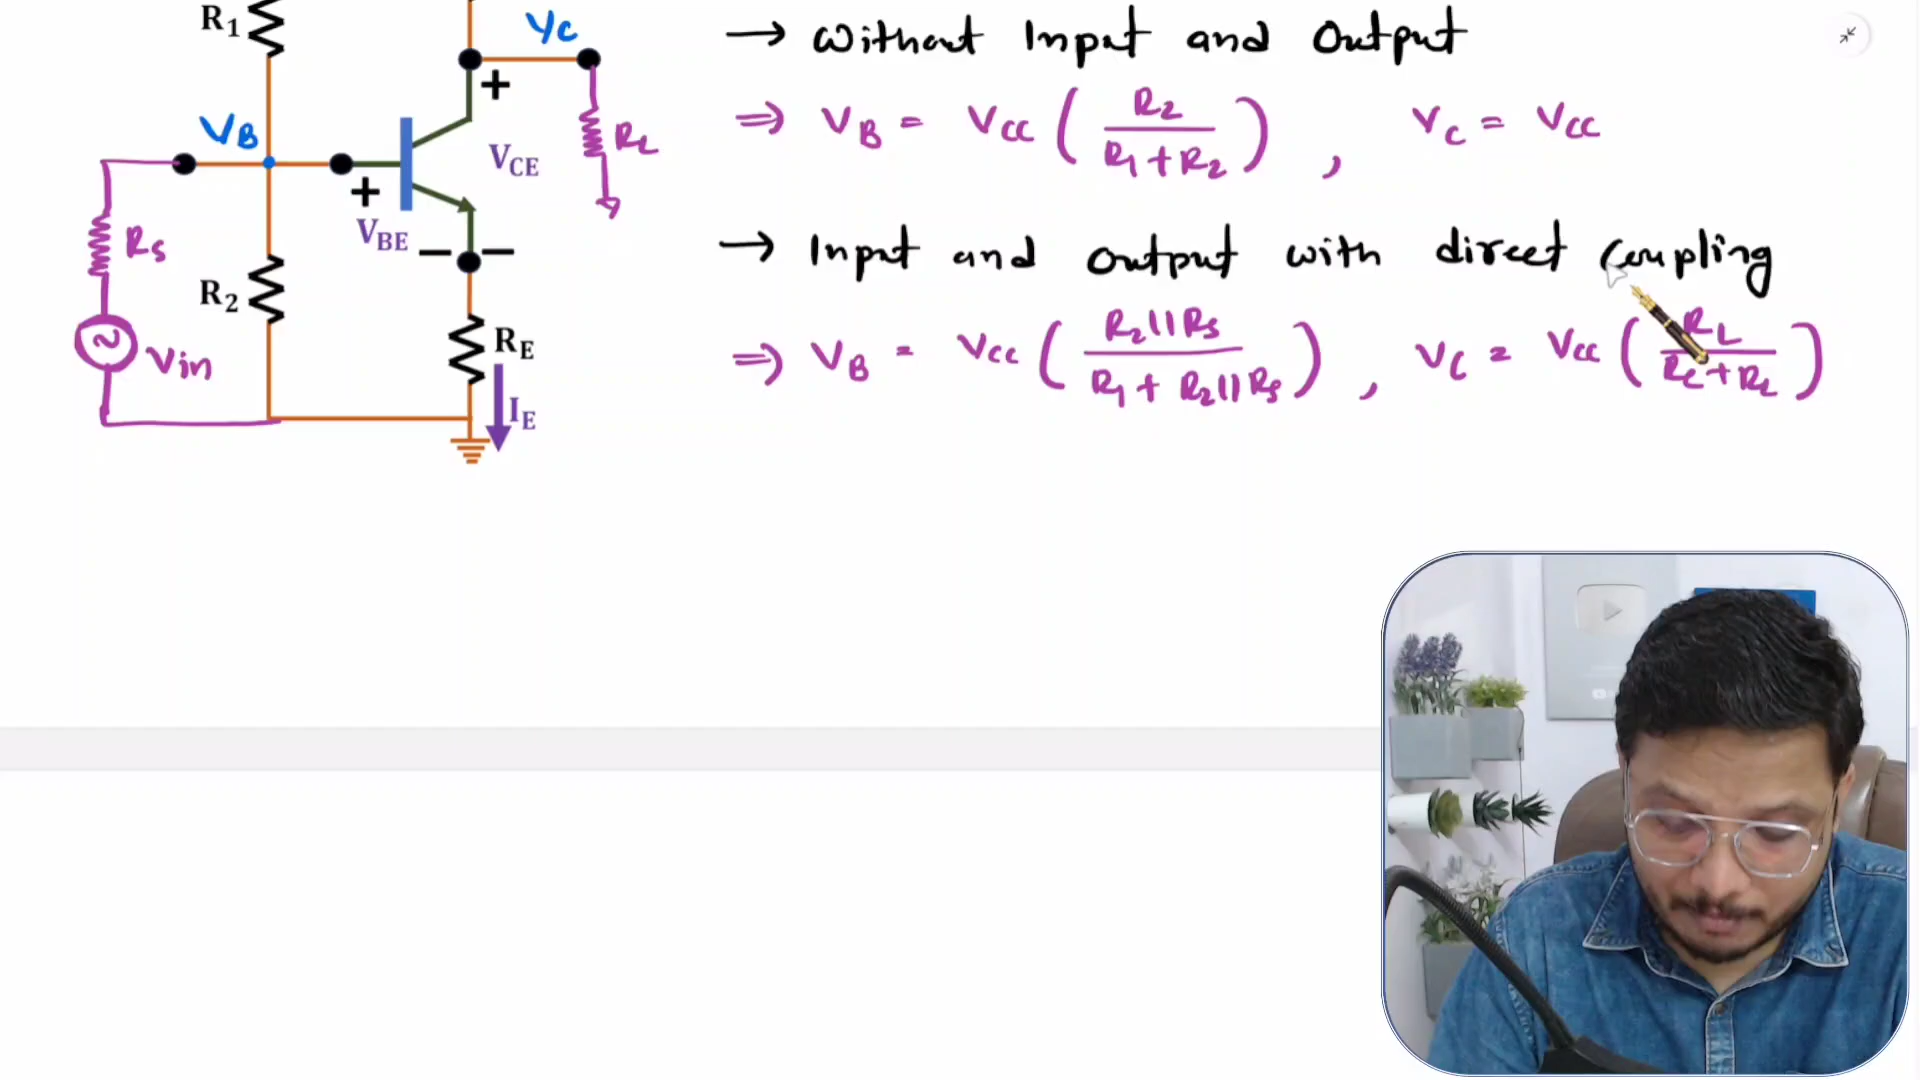 R1
YC
→ Without Input and Output
+
⇒ VB = VCC ( R2 / R1 + R2 ) , VC = VCC
VB
VCE
RL
+
VBE
Rs
→ Input and Output with direct Coupling
R2
⇒ VB = VCC ( R2 || Rs / R1 + R2 || Rs ) , VC = VCC ( RL / RC + RL )
RE
Vin
IE